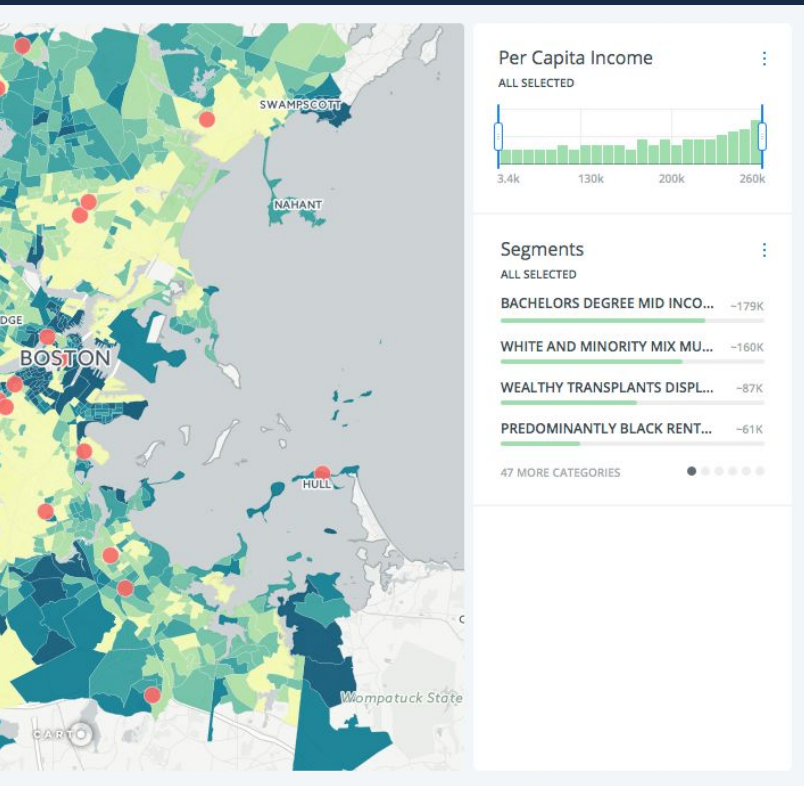 SWAMPSCOTT
NAHANT
DGE
BOSTON
HULL
C
Wompatuck State
CARTO
Per Capita Income
ALL SELECTED
3.4k 130k 200k 260k
Segments
ALL SELECTED
BACHELORS DEGREE MID INCO... ~179K
WHITE AND MINORITY MIX MU... ~160K
WEALTHY TRANSPLANTS DISPL... ~87K
PREDOMINANTLY BLACK RENT... ~61K
47 MORE CATEGORIES